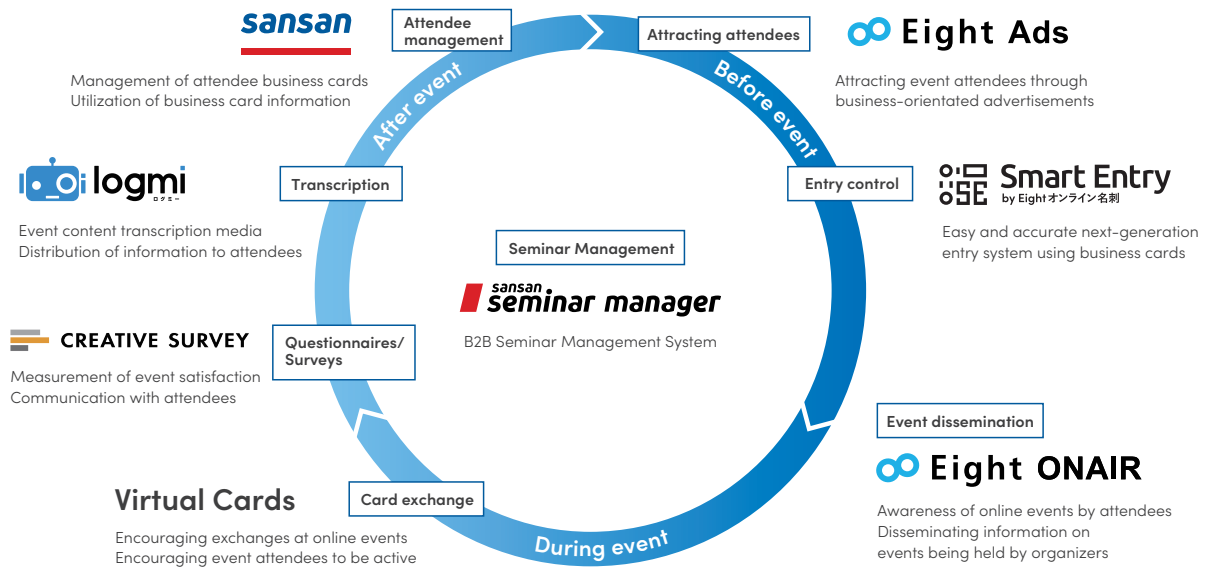 sansan
Management of attendee business cards
Utilization of business card information
Attendee
management
Attracting attendees
Eight Ads
Attracting event attendees through
business-orientated advertisements
After event
Before event
logmi
ログミー
Event content transcription media
Distribution of information to attendees
Transcription
Entry control
Smart Entry
by Eightオンライン名刺
Easy and accurate next-generation
entry system using business cards
Seminar Management
sansan
seminar manager
B2B Seminar Management System
CREATIVE SURVEY
Measurement of event satisfaction
Communication with attendees
Questionnaires/
Surveys
Event dissemination
Eight ONAIR
Awareness of online events by attendees
Disseminating information on
events being held by organizers
Virtual Cards
Encouraging exchanges at online events
Encouraging event attendees to be active
Card exchange
During event